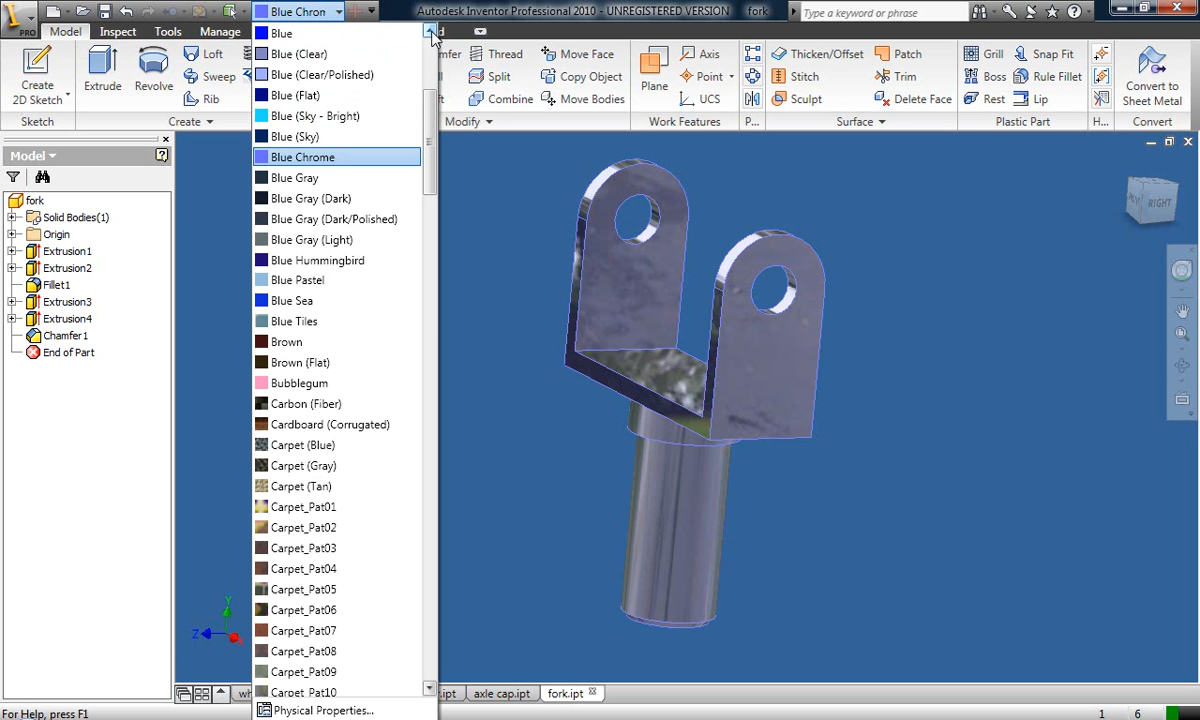 Blue Chron
Autodesk Inventor Professional 2010 - UNREGISTERED VERSION
fork
Type a keyword or phrase
PRO
Model
Inspect
Tools
Manage
d
Create
2D Sketch
Sketch
Extrude
Revolve
Loft
Sweep
Rib
Create
Thread
Split
Combine
Move Face
Copy Object
Move Bodies
Modify
Plane
Axis
Point
UCS
Work Features
P...
Thicken/Offset
Stitch
Sculpt
Patch
Trim
Delete Face
Surface
Grill
Boss
Rest
Snap Fit
Rule Fillet
Lip
Plastic Part
H...
Convert to
Sheet Metal
Convert
Model
fork
Solid Bodies(1)
Origin
Extrusion1
Extrusion2
Fillet1
Extrusion3
Extrusion4
Chamfer1
End of Part
Blue
Blue (Clear)
Blue (Clear/Polished)
Blue (Flat)
Blue (Sky - Bright)
Blue (Sky)
Blue Chrome
Blue Gray
Blue Gray (Dark)
Blue Gray (Dark/Polished)
Blue Gray (Light)
Blue Hummingbird
Blue Pastel
Blue Sea
Blue Tiles
Brown
Brown (Flat)
Bubblegum
Carbon (Fiber)
Cardboard (Corrugated)
Carpet (Blue)
Carpet (Gray)
Carpet (Tan)
Carpet_Pat01
Carpet_Pat02
Carpet_Pat03
Carpet_Pat04
Carpet_Pat05
Carpet_Pat06
Carpet_Pat07
Carpet_Pat08
Carpet_Pat09
Carpet_Pat10
Physical Properties...
RIGHT
Y
Z
wh
.ipt
axle cap.ipt
fork.ipt
For Help, press F1
1
6